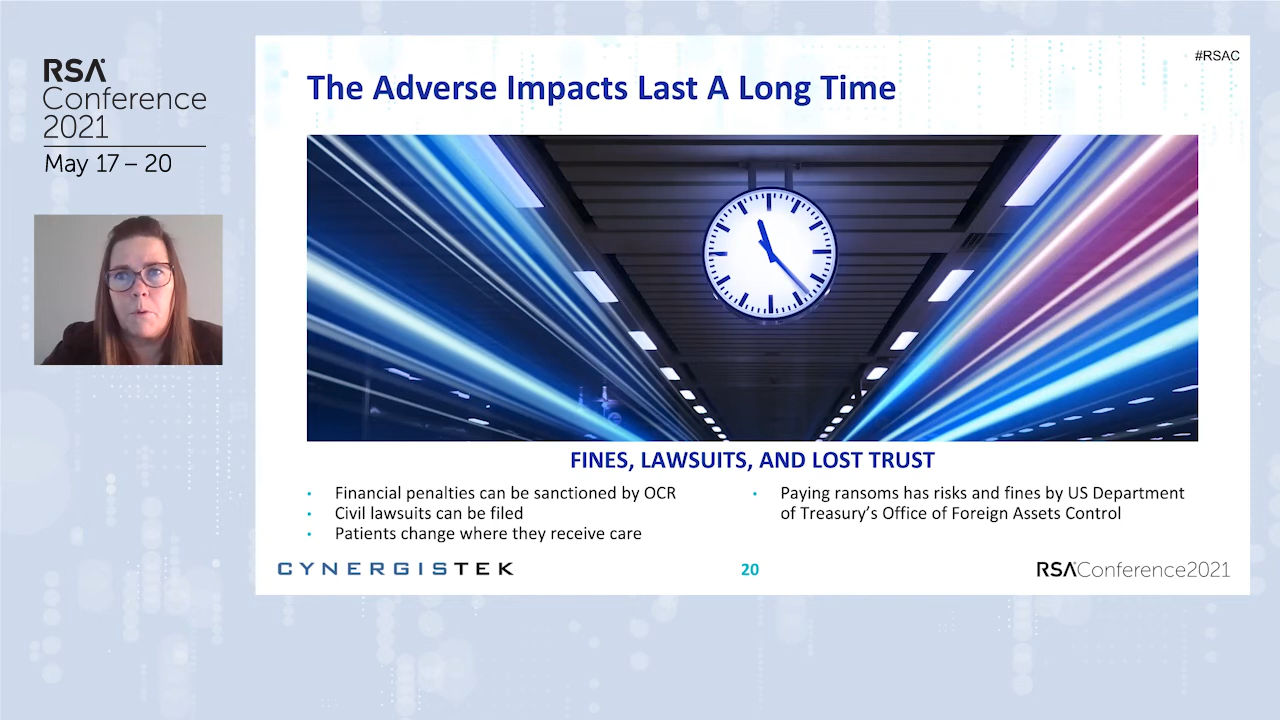 RSA
Conference
2021
May 17 – 20
#RSAC
The Adverse Impacts Last A Long Time
FINES, LAWSUITS, AND LOST TRUST
• Financial penalties can be sanctioned by OCR
• Civil lawsuits can be filed
• Patients change where they receive care
• Paying ransoms has risks and fines by US Department
of Treasury's Office of Foreign Assets Control
CYNERGISTEK
20
RSAConference2021